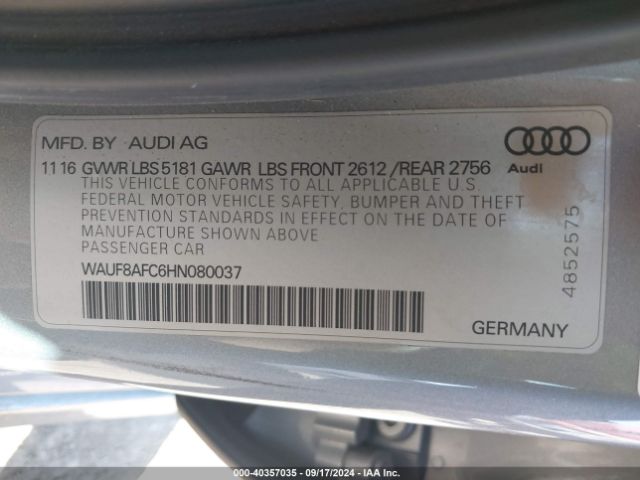 MFD. BY AUDI AG
11 16 GVWR LBS 5181 GAWR LBS FRONT 2612 /REAR 2756
THIS VEHICLE CONFORMS TO ALL APPLICABLE U.S.
FEDERAL MOTOR VEHICLE SAFETY, BUMPER AND THEFT
PREVENTION STANDARDS IN EFFECT ON THE DATE OF
MANUFACTURE SHOWN ABOVE
PASSENGER CAR
WAUF8AFC6HN080037
Audi
4852575
GERMANY
000-40357035 - 09/17/2024 - IAA Inc.